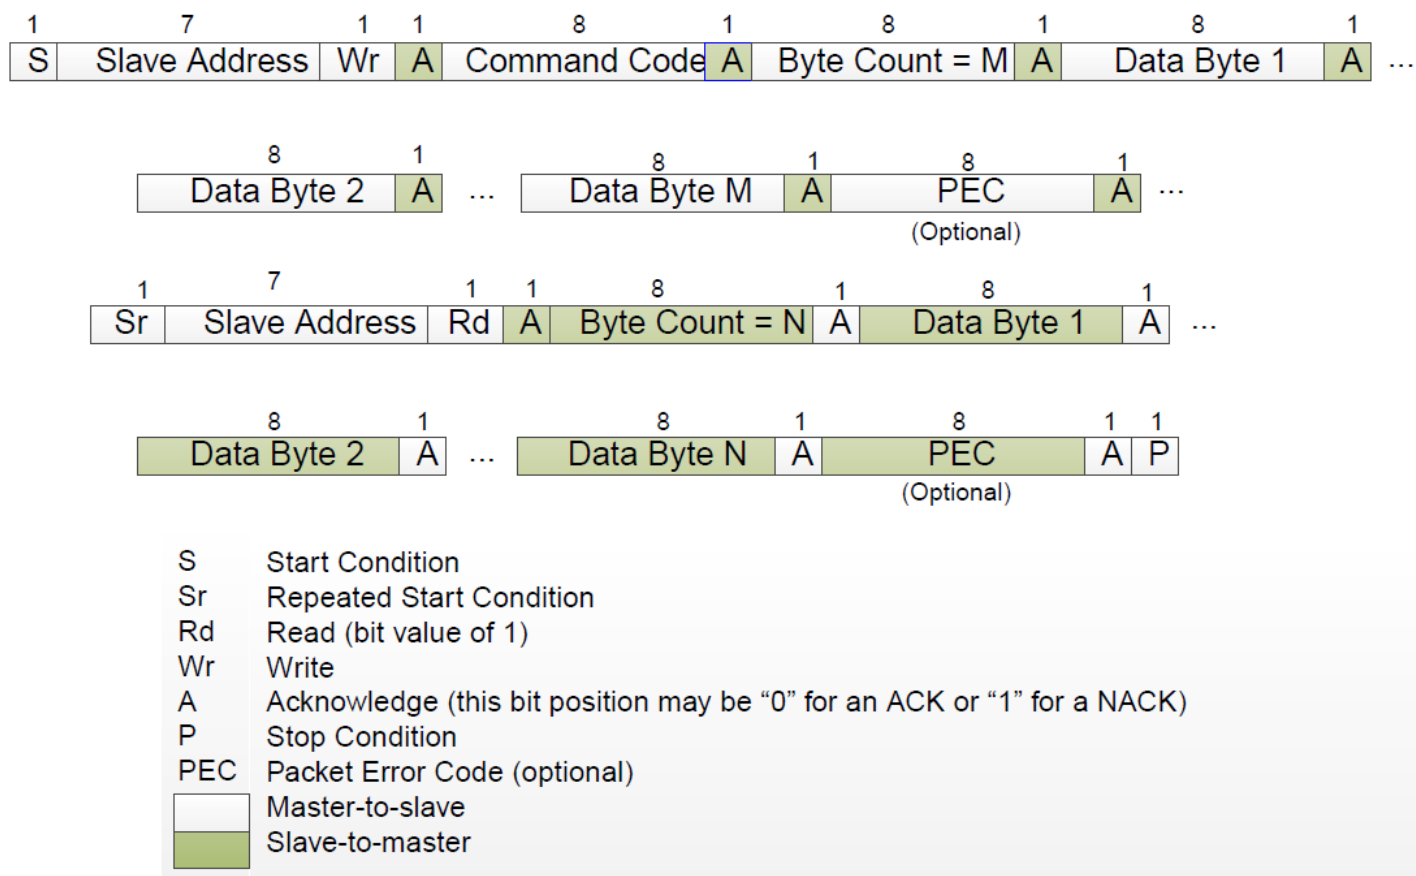 1 7 1 1 8 1 8 1 8 1
S Slave Address Wr A Command Code A Byte Count = M A Data Byte 1 A ...
8 1 8 1 8 1
Data Byte 2 A ... Data Byte M A PEC A ...
(Optional)
1 7 1 1 8 1 8 1
Sr Slave Address Rd A Byte Count = N A Data Byte 1 A ...
8 1 8 1 8 1 1
Data Byte 2 A ... Data Byte N A PEC A P
(Optional)
S Start Condition
Sr Repeated Start Condition
Rd Read (bit value of 1)
Wr Write
A Acknowledge (this bit position may be “0” for an ACK or “1” for a NACK)
P Stop Condition
PEC Packet Error Code (optional)
Master-to-slave
Slave-to-master